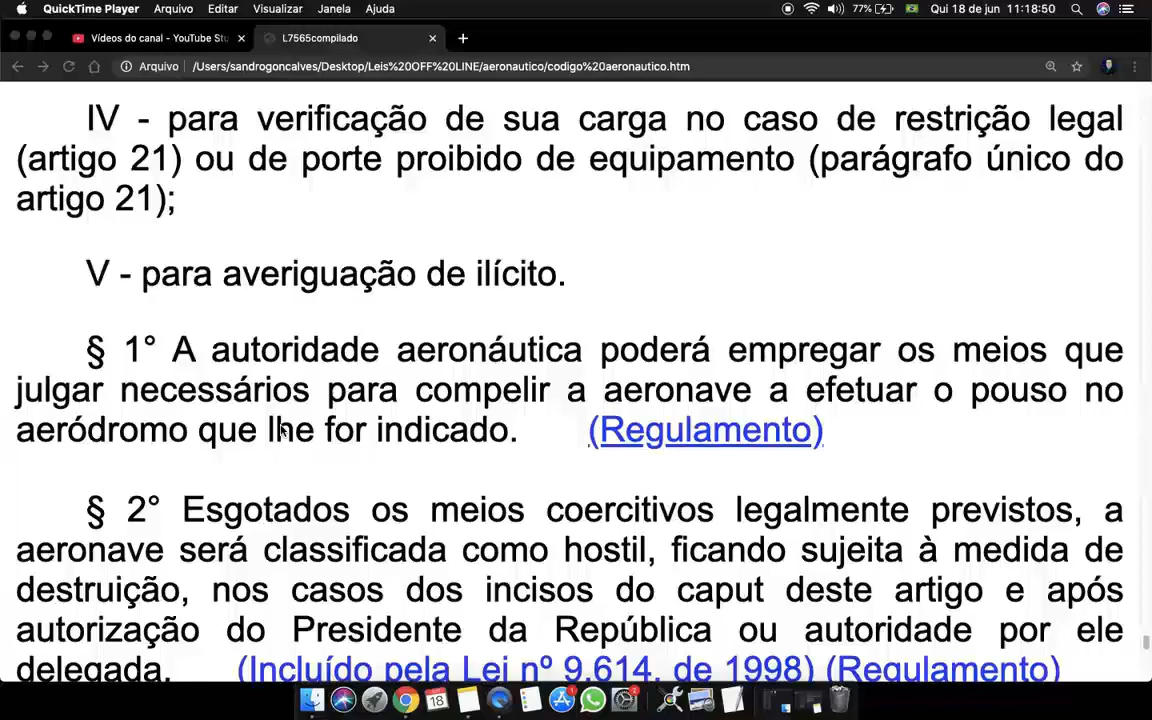 QuickTime Player Arquivo Editar Visualizar Janela Ajuda 77% Qui 18 de jun 11:18:50
Vídeos do canal - YouTube Stu L7565compilado
Arquivo /Users/sandrogoncalves/Desktop/Leis%20OFF%20LINE/aeronautico/codigo%20aeronautico.htm
IV - para verificação de sua carga no caso de restrição legal
(artigo 21) ou de porte proibido de equipamento (parágrafo único do
artigo 21);
V - para averiguação de ilícito.
§ 1° A autoridade aeronáutica poderá empregar os meios que
julgar necessários para compelir a aeronave a efetuar o pouso no
aeródromo que lhe for indicado. (Regulamento)
§ 2° Esgotados os meios coercitivos legalmente previstos, a
aeronave será classificada como hostil, ficando sujeita à medida de
destruição, nos casos dos incisos do caput deste artigo e após
autorização do Presidente da República ou autoridade por ele
delegada. (Incluído pela Lei nº 9.614, de 1998) (Regulamento)
18